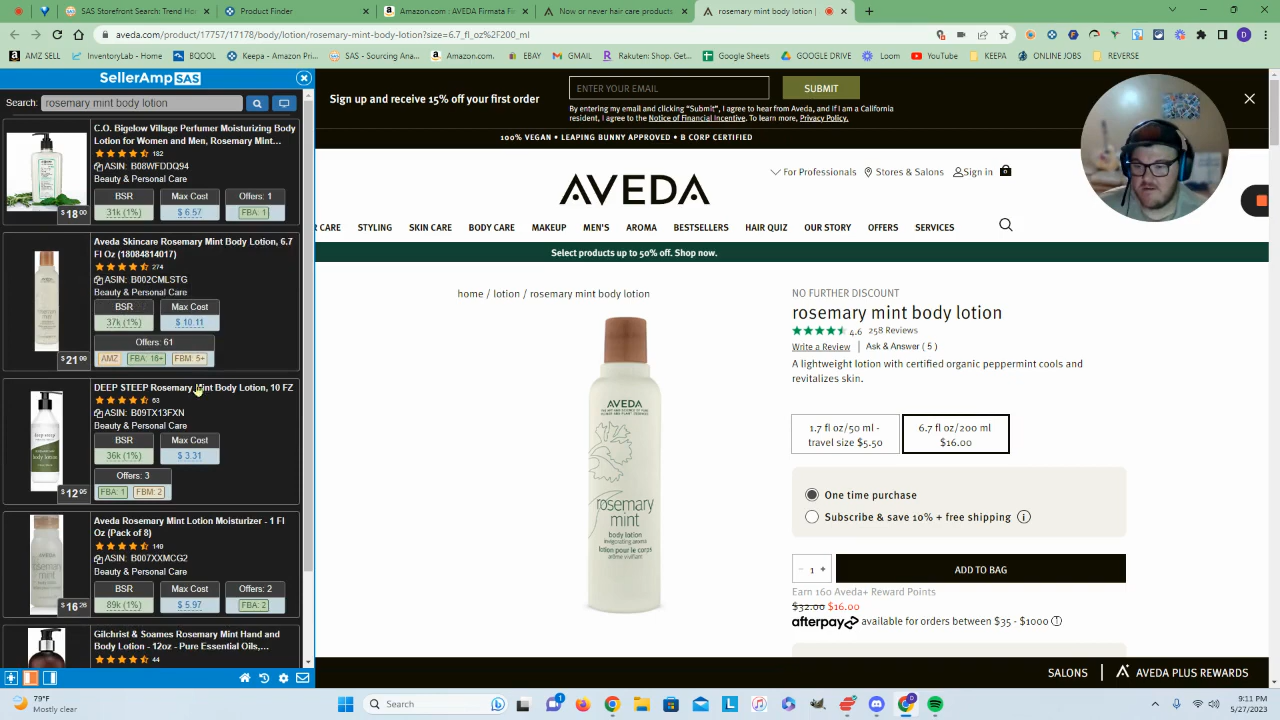 SAS - Sourcing Search: Trend Hor
Product Finder
AVEDA
AVEDA Firmata Fir
Now or never hair care
rosemary mint body lotion
aveda.com/product/17757/17178/body/lotion/rosemary-mint-body-lotion?size=6.7_fl_oz%2F200_ml
AMZ SELL
InventoryLab - Home
BQOOL
Keepa - Amazon Pri...
SAS - Sourcing Ana...
Amazon.com
EBAY
GMAIL
Rakuten: Shop. Get...
GOOGLE SHEETS
GOOGLE DRIVE
Loom
YouTube
KEEPA
ONLINE JOBS
REVERSE
SellerAmp SAS
Search: rosemary mint body lotion
C.O. Bigelow Village Perfumer Moisturizing Body
Lotion for Women and Men, Rosemary Mint...
182
ASIN: B08WFDDQ94
Beauty & Personal Care
BSR Max Cost Offers: 1
31k (1%) $ 6.57 FBA: 1
$18.00
Aveda Skincare Rosemary Mint Body Lotion, 6.7
Fl Oz (18084814017)
274
ASIN: B002CMLSTG
Beauty & Personal Care
BSR Max Cost
37k (1%) $ 10.11
Offers: 61
AMZ FBA: 16+ FBM: 5+
$21.00
DEEP STEEP Rosemary Mint Body Lotion, 10 FZ
63
ASIN: B09TX13FXN
Beauty & Personal Care
BSR Max Cost
36k (1%) $ 3.31
Offers: 3
FBA: 1 FBM: 2
$12.95
Aveda Rosemary Mint Lotion Moisturizer - 1 Fl
Oz (Pack of 8)
149
ASIN: B007XXMCG2
Beauty & Personal Care
BSR Max Cost Offers: 2
89k (1%) $ 5.97 FBA: 2
Gilchrist & Soames Rosemary Mint Hand and
Body Lotion - 12oz - Pure Essential Oils,...
44
Sign up and receive 15% off your first order
ENTER YOUR EMAIL
SUBMIT
By entering my email and clicking "Submit", I agree to hear from Aveda, and if I am a California
resident, I agree to the Notice of Financial Incentive. To learn more, Privacy Policy.
100% VEGAN • LEAPING BUNNY APPROVED • B CORP CERTIFIED
AVEDA
For Professionals
Stores & Salons
Sign in
0
R CARE
STYLING
SKIN CARE
BODY CARE
MAKEUP
MEN'S
AROMA
BESTSELLERS
HAIR QUIZ
OUR STORY
OFFERS
SERVICES
Select products up to 50% off. Shop now.
home / lotion / rosemary mint body lotion
AVEDA
rosemary
mint
body lotion
lotion pour le corps
NO FURTHER DISCOUNT
rosemary mint body lotion
4.6 258 Reviews
Write a Review | Ask & Answer ( 5 )
A lightweight lotion with certified organic peppermint cools and
revitalizes skin.
1.7 fl oz/50 ml -
travel size $5.50
6.7 fl oz/200 ml
$16.00
One time purchase
Subscribe & save 10% + free shipping
− 1 +
ADD TO BAG
Earn 160 Aveda+ Reward Points
$32.00 $16.00
afterpay available for orders between $35 - $1000
SALONS | AVEDA PLUS REWARDS
79°F
Mostly clear
Search
9:11 PM
5/27/2023